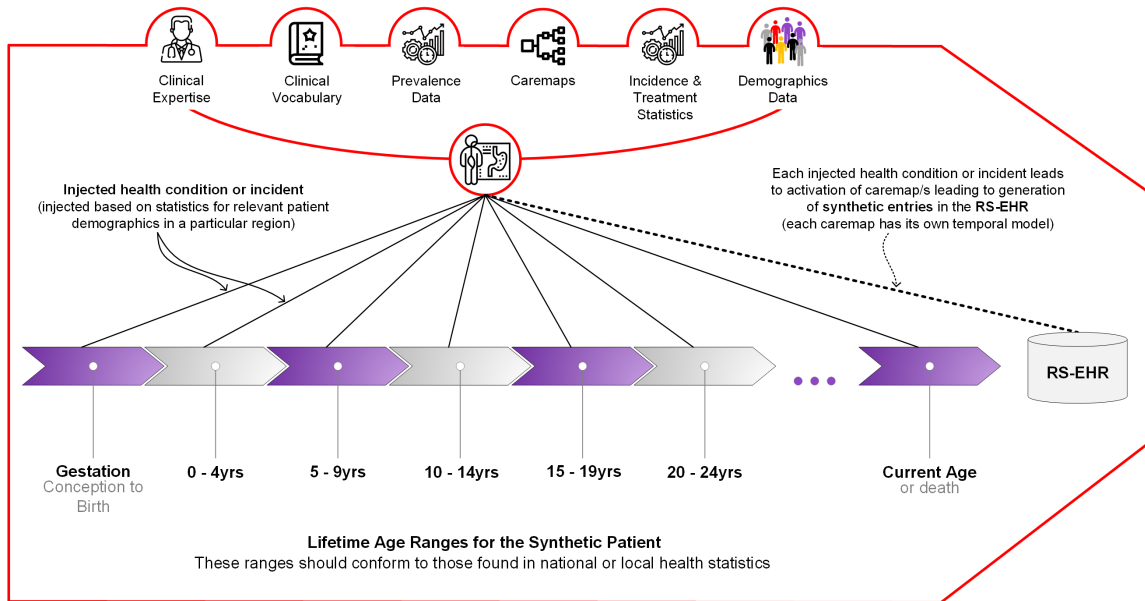 Clinical
Expertise
Clinical
Vocabulary
Prevalence
Data
Caremaps
Incidence &
Treatment
Statistics
Demographics
Data
Injected health condition or incident
(injected based on statistics for relevant patient
demographics in a particular region)
Each injected health condition or incident leads
to activation of caremap/s leading to generation
of synthetic entries in the RS-EHR
(each caremap has its own temporal model)
RS-EHR
Gestation
Conception to
Birth
0 - 4yrs
5 - 9yrs
10 - 14yrs
15 - 19yrs
20 - 24yrs
Current Age
or death
Lifetime Age Ranges for the Synthetic Patient
These ranges should conform to those found in national or local health statistics